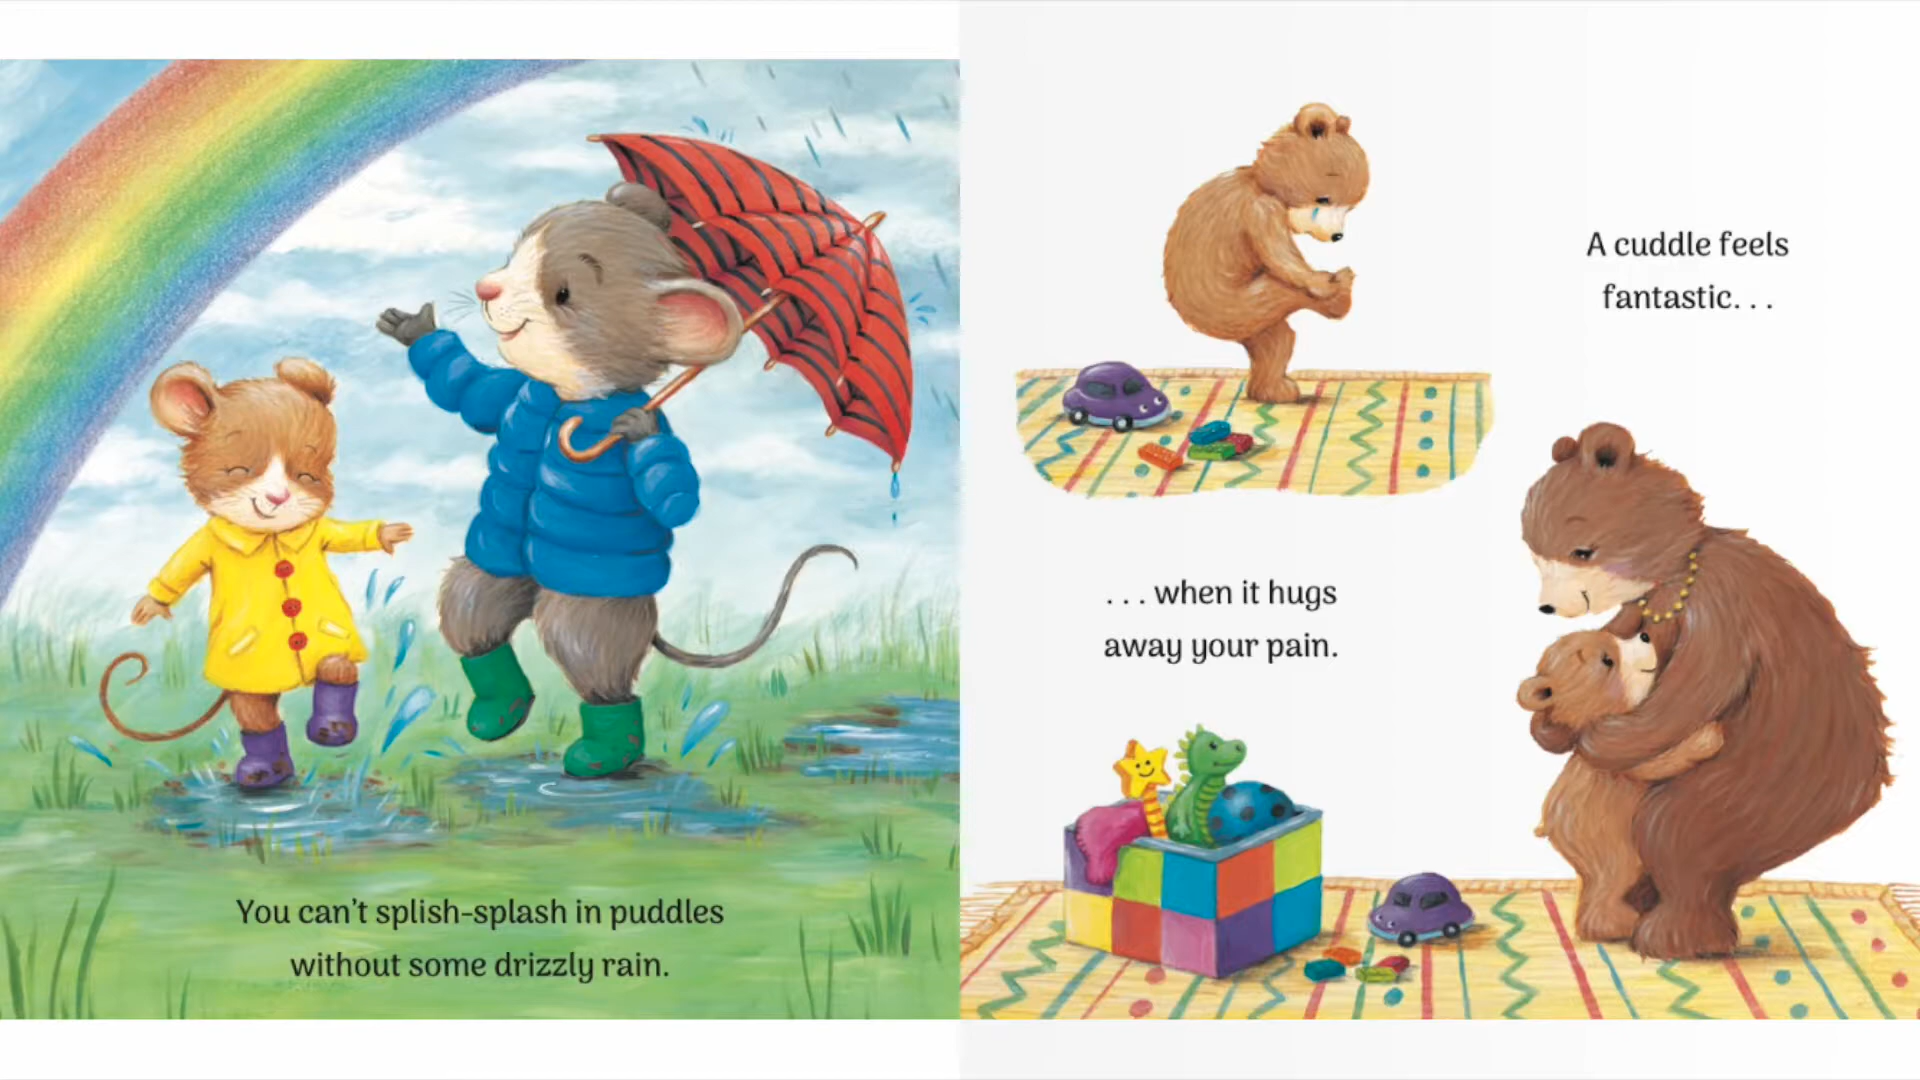 You can't splish-splash in puddles
without some drizzly rain.
A cuddle feels
fantastic. . .
. . . when it hugs
away your pain.